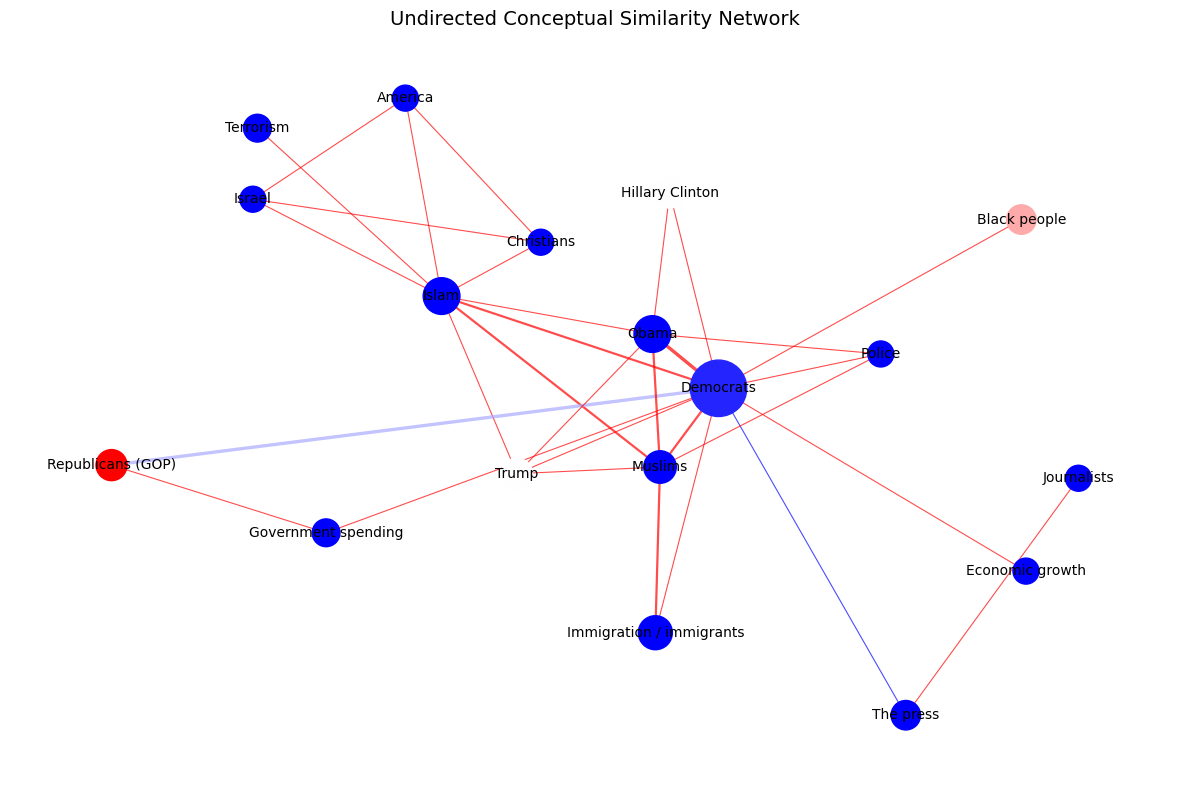 Undirected Conceptual Similarity Network
America
Terrorism
Hillary Clinton
Israel
Black people
Christians
Islam
Obama
Police
Democrats
Republicans (GOP)
Muslims
Trump
Journalists
Government spending
Economic growth
Immigration / immigrants
The press